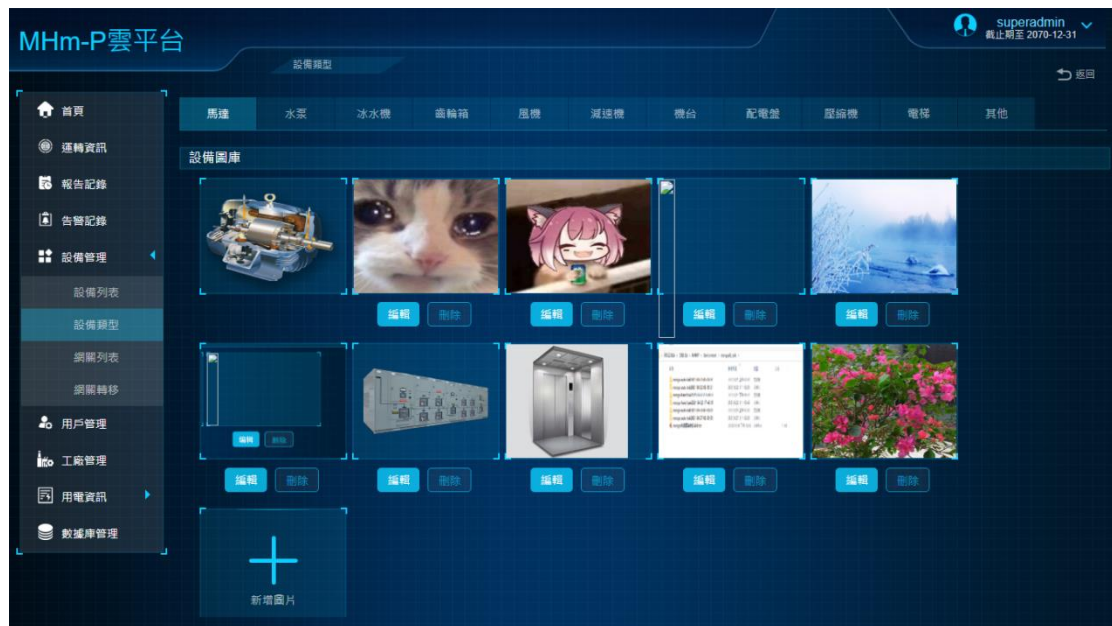 MHm-P雲平台
superadmin
截止期至 2070-12-31
設備類型
返回
首頁
運轉資訊
報告記錄
告警記錄
設備管理
設備列表
設備類型
網關列表
網關轉移
用戶管理
工廠管理
用電資訊
數據庫管理
馬達 水泵 冰水機 齒輪箱 風機 減速機 機台 配電盤 壓縮機 電梯 其他
設備圖庫
編輯 刪除 編輯 刪除 編輯 刪除 編輯 刪除
編輯 刪除
編輯 刪除 編輯 刪除 編輯 刪除 編輯 刪除 編輯 刪除
新增圖片